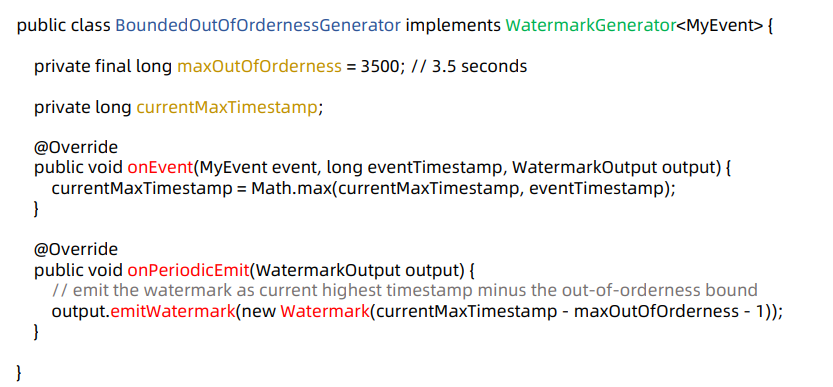 public class BoundedOutOfOrdernessGenerator implements WatermarkGenerator<MyEvent> {
private final long maxOutOfOrderness = 3500; // 3.5 seconds
private long currentMaxTimestamp;
@Override
public void onEvent(MyEvent event, long eventTimestamp, WatermarkOutput output) {
currentMaxTimestamp = Math.max(currentMaxTimestamp, eventTimestamp);
}
@Override
public void onPeriodicEmit(WatermarkOutput output) {
// emit the watermark as current highest timestamp minus the out-of-orderness bound
output.emitWatermark(new Watermark(currentMaxTimestamp - maxOutOfOrderness - 1));
}
}